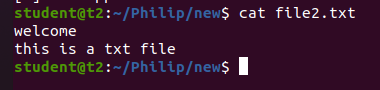 student@t2:~/Philip/new$ cat file2.txt
welcome
this is a txt file
student@t2:~/Philip/new$